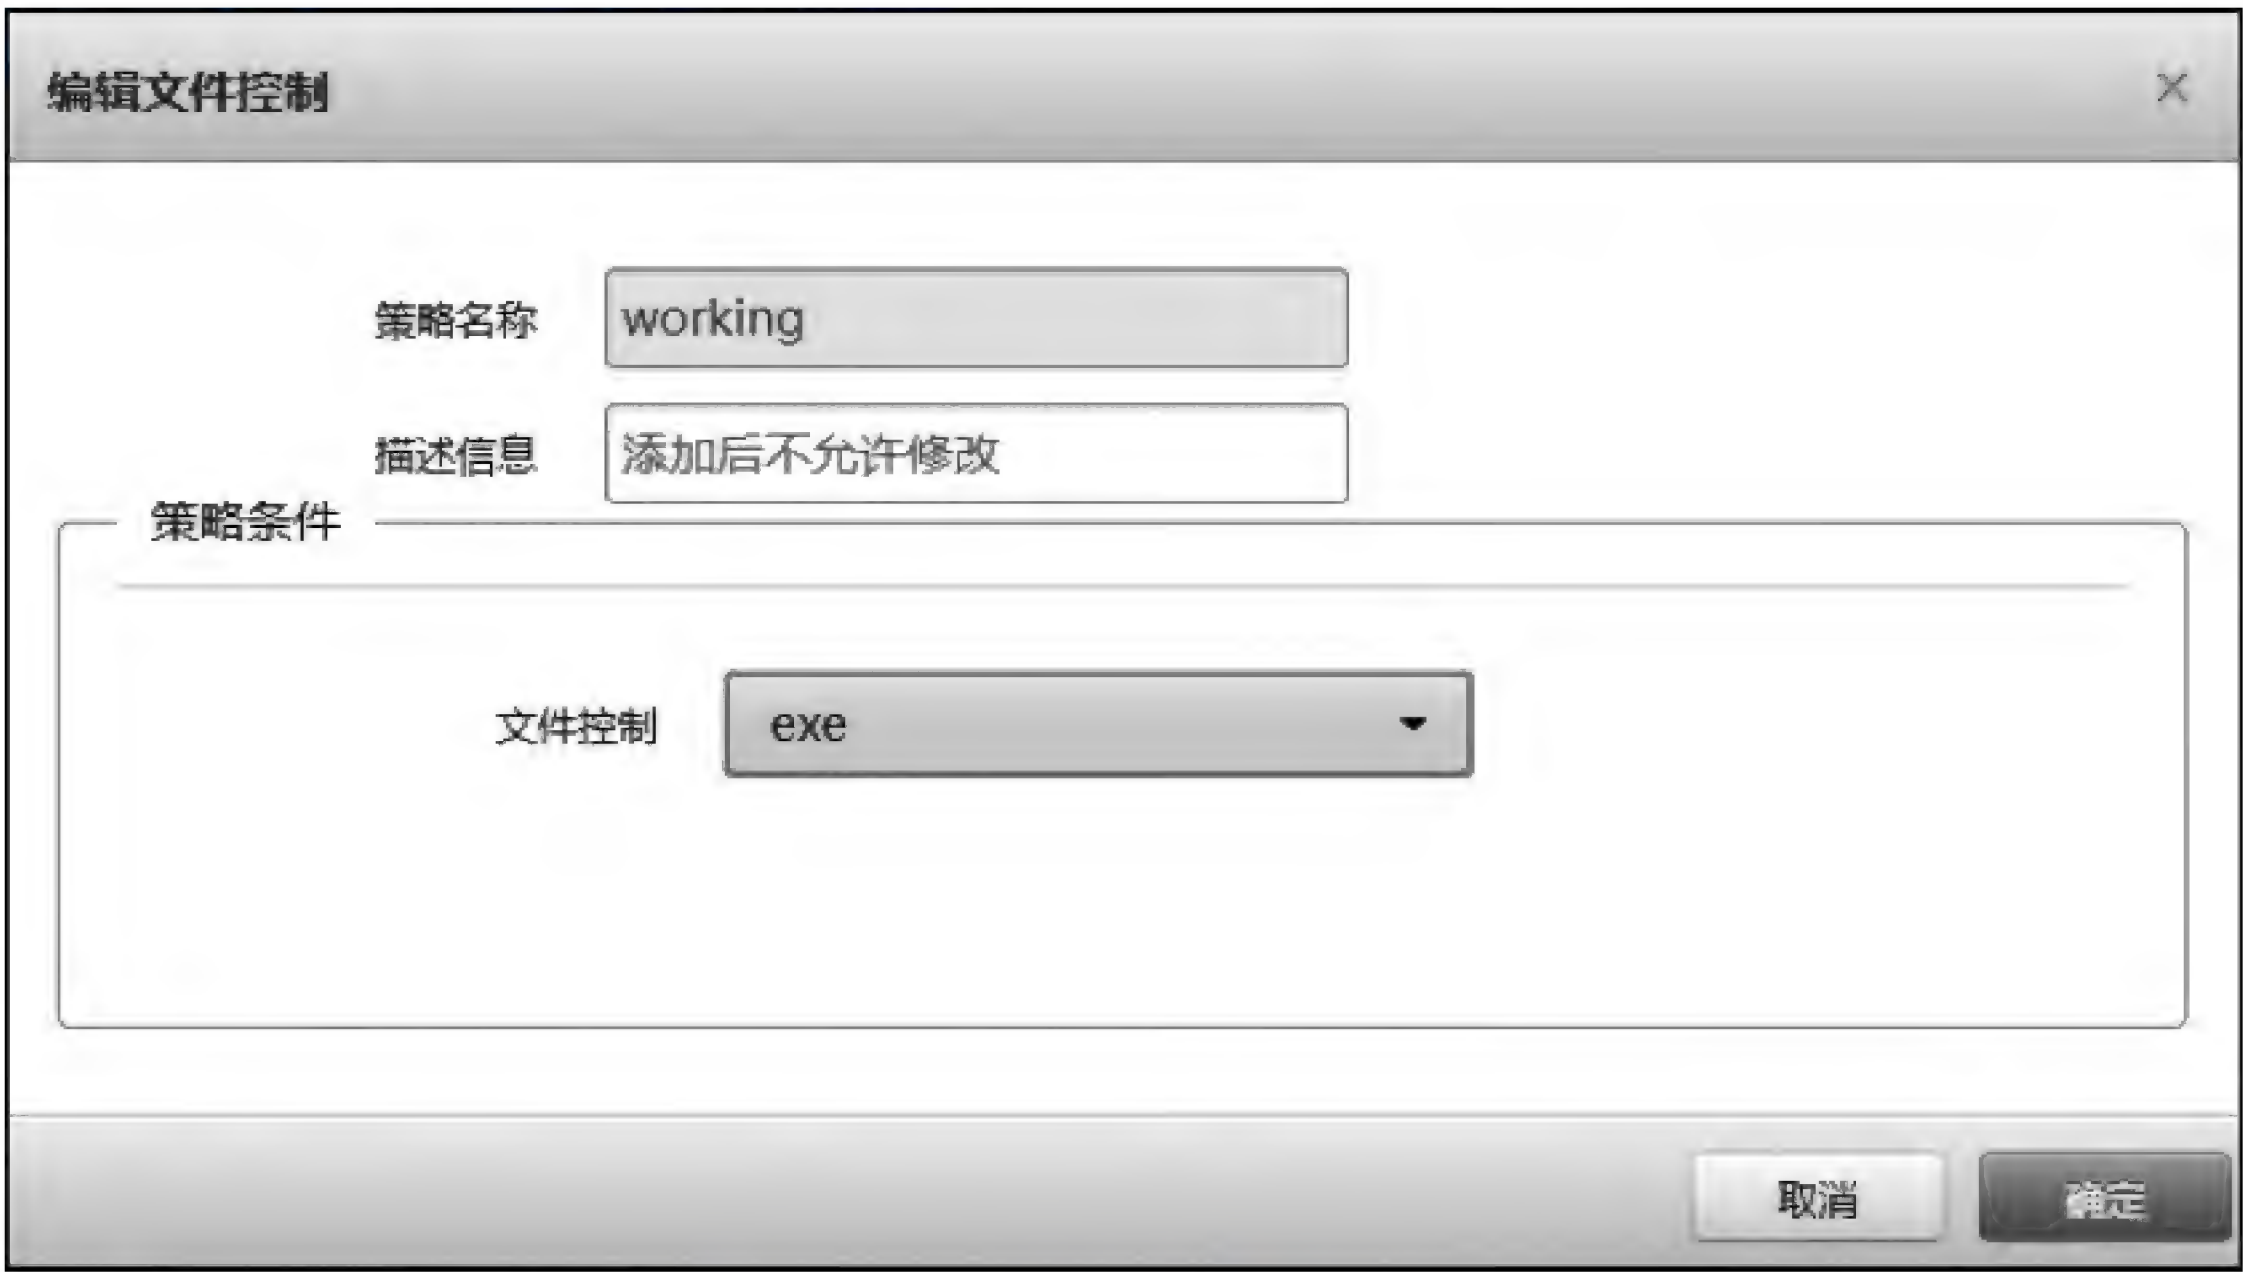 编辑文件控制
策略名称 working
描述信息 添加后不允许修改
策略条件
文件控制 exe
取消 确定